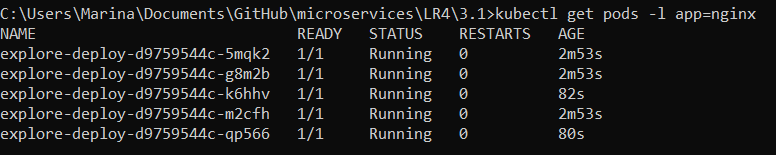 C:\Users\Marina\Documents\GitHub\microservices\LR4\3.1>kubectl get pods -l app=nginx
NAME READY STATUS RESTARTS AGE
explore-deploy-d9759544c-5mqk2 1/1 Running 0 2m53s
explore-deploy-d9759544c-g8m2b 1/1 Running 0 2m53s
explore-deploy-d9759544c-k6hhv 1/1 Running 0 82s
explore-deploy-d9759544c-m2cfh 1/1 Running 0 2m53s
explore-deploy-d9759544c-qp566 1/1 Running 0 80s